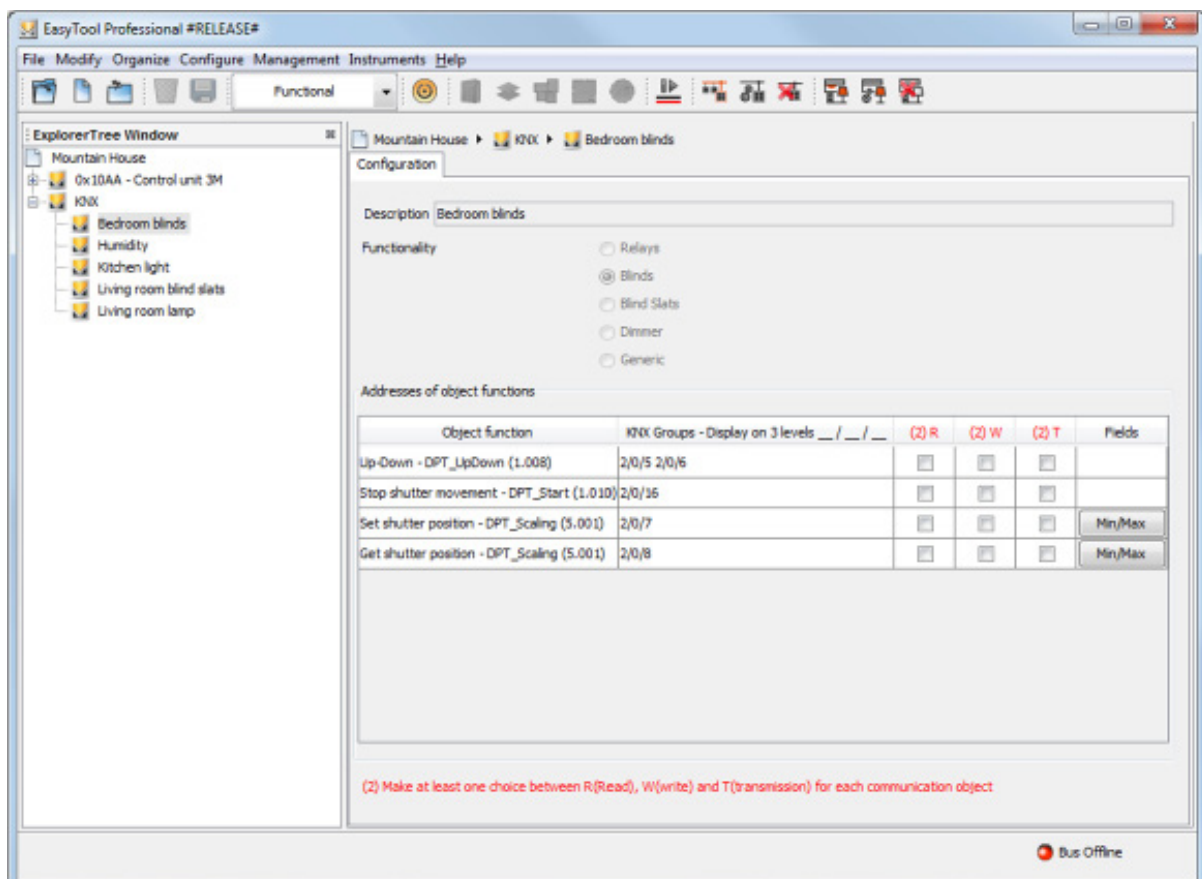 EasyTool Professional #RELEASE#
File Modify Organize Configure Management Instruments Help
Functional
ExplorerTree Window
Mountain House
0x10AA - Control unit 3M
KNX
Bedroom blinds
Humidity
Kitchen light
Living room blind slats
Living room lamp
Mountain House KNX Bedroom blinds
Configuration
Description Bedroom blinds
Functionality
Relays
Blinds
Blind Slats
Dimmer
Generic
Addresses of object functions
Object function KNX Groups - Display on 3 levels __ / __ / __ (2) R (2) W (2) T Fields
Up-Down - DPT_UpDown (1.008) 2/0/5 2/0/6
Stop shutter movement - DPT_Start (1.010) 2/0/16
Set shutter position - DPT_Scaling (5.001) 2/0/7 Min/Max
Get shutter position - DPT_Scaling (5.001) 2/0/8 Min/Max
(2) Make at least one choice between R(Read), W(write) and T(transmission) for each communication object
Bus Offline